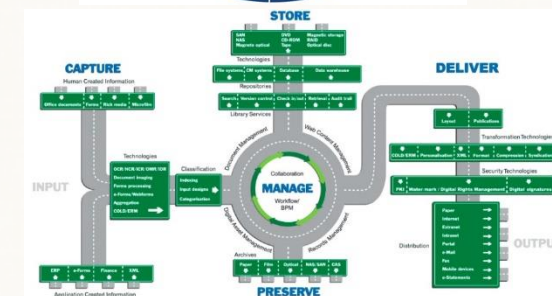 STORE
SAN DVD Magnetic storage
NAS CD-ROM RAID
Magneto optical Tape Optical disc
Technologies
File systems CM systems Database Data warehouse
Repositories
Search Version control Check in/out Retrieval Audit trail
Library Services
CAPTURE
Human Created Information
Office documents Forms Rich media Microfilm
Technologies
OCR/HCR/ICR/OMR/IDR
Document imaging
Forms processing
e-Forms/Webforms
Aggregation
COLD/ERM
Classification
Indexing
Input designs
Categorisation
INPUT
ERP e-Forms Finance XML
Application Created Information
Document Management
Web Content Management
Collaboration
MANAGE
Workflow/
BPM
Digital Asset Management
Records Management
Archives
Paper Film Optical NAS/SAN CAS
PRESERVE
DELIVER
Layout Publications
Transformation Technologies
COLD/ERM Personalisation XML Format Compression Syndication
Security Technologies
PKI Water mark Digital Rights Management Digital signatures
Distribution
Paper
Internet
Extranet
Intranet
Portal
e-Mail
Fax
Mobile devices
e-Statements
OUTPU